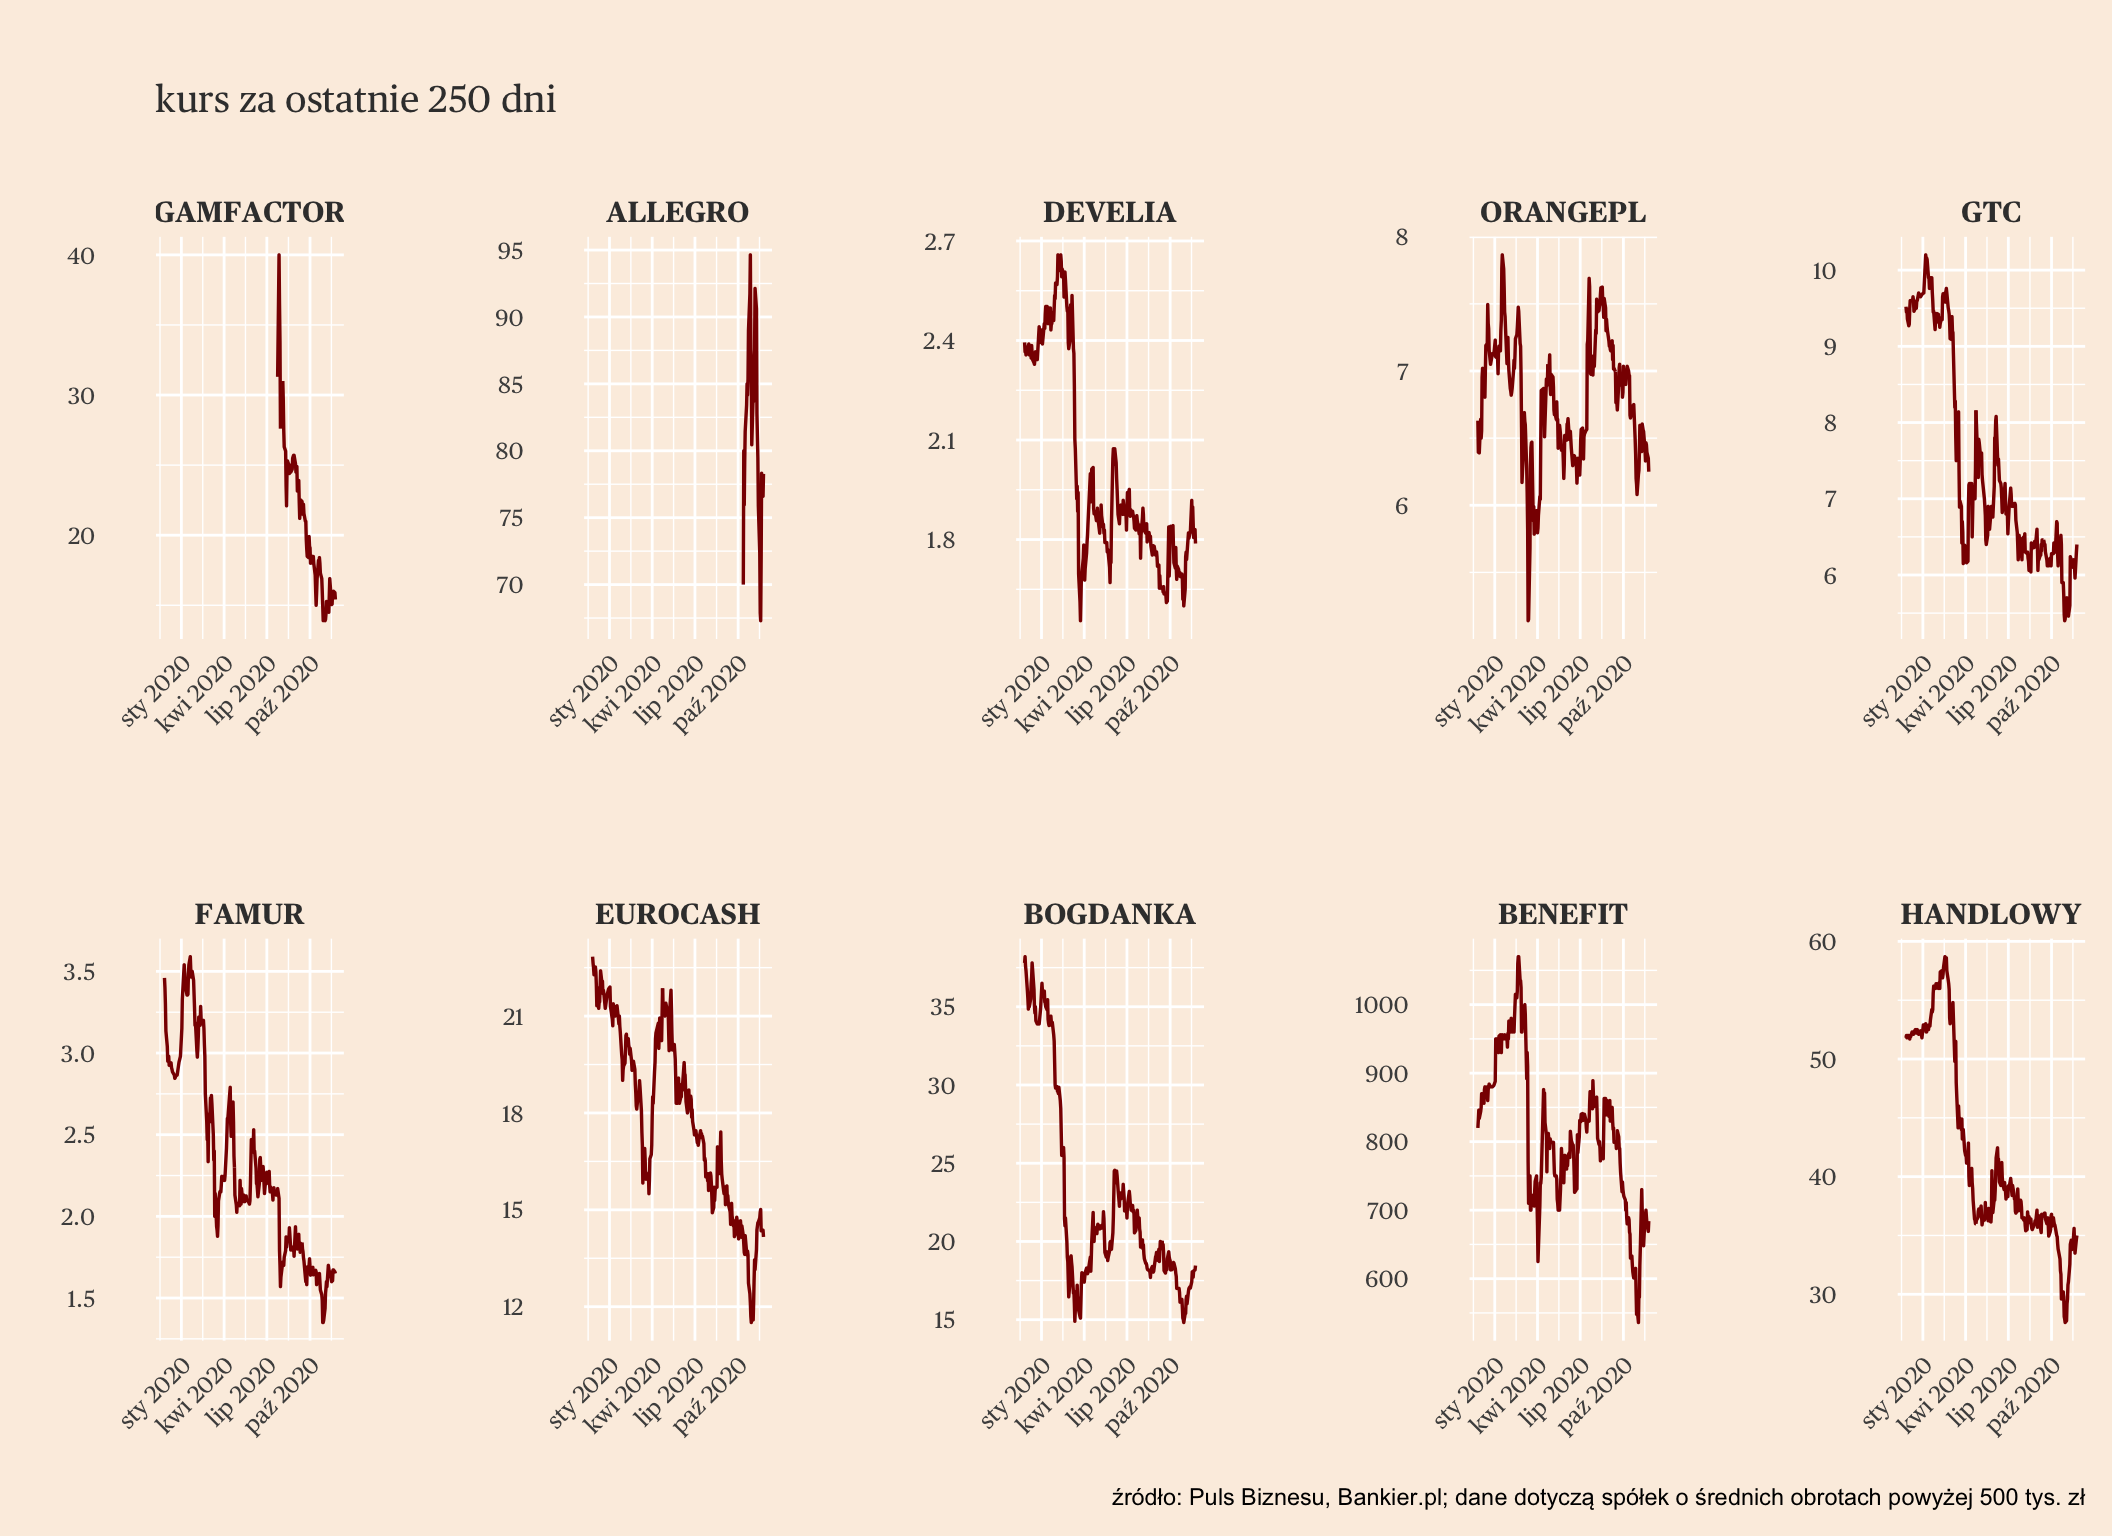 kurs za ostatnie 250 dni
GAMFACTOR
40
30
20
sty 2020
kwi 2020
lip 2020
paź 2020
ALLEGRO
95
90
85
80
75
70
sty 2020
kwi 2020
lip 2020
paź 2020
DEVELIA
2.7
2.4
2.1
1.8
sty 2020
kwi 2020
lip 2020
paź 2020
ORANGEPL
8
7
6
sty 2020
kwi 2020
lip 2020
paź 2020
GTC
10
9
8
7
6
sty 2020
kwi 2020
lip 2020
paź 2020
FAMUR
3.5
3.0
2.5
2.0
1.5
sty 2020
kwi 2020
lip 2020
paź 2020
EUROCASH
21
18
15
12
sty 2020
kwi 2020
lip 2020
paź 2020
BOGDANKA
35
30
25
20
15
sty 2020
kwi 2020
lip 2020
paź 2020
BENEFIT
1000
900
800
700
600
sty 2020
kwi 2020
lip 2020
paź 2020
HANDLOWY
60
50
40
30
sty 2020
kwi 2020
lip 2020
paź 2020
źródło: Puls Biznesu, Bankier.pl; dane dotyczą spółek o średnich obrotach powyżej 500 tys. zł